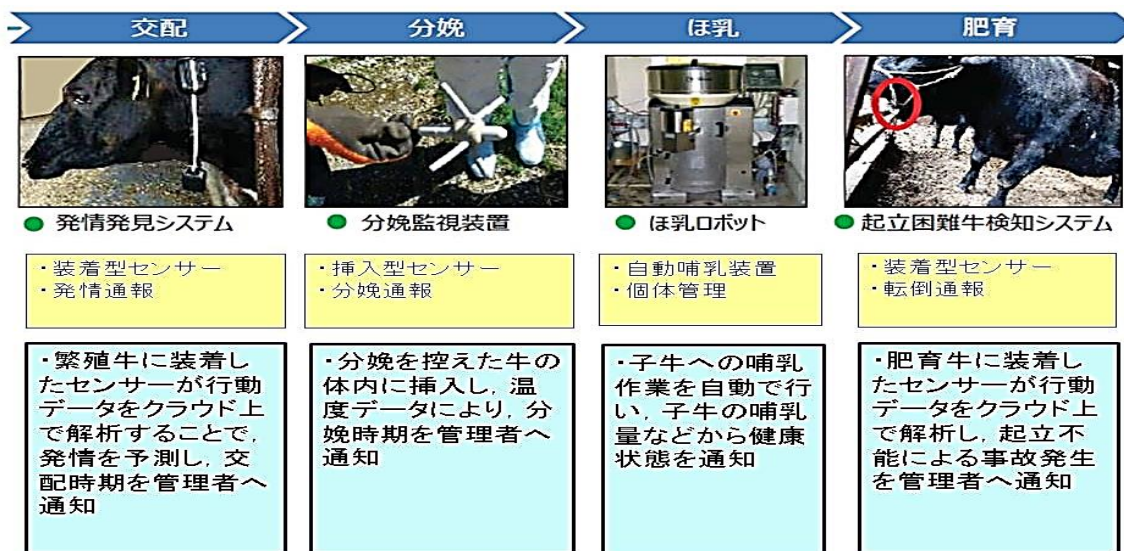 交配
分娩
ほ乳
肥育
発情発見システム
分娩監視装置
ほ乳ロボット
起立困難牛検知システム
・装着型センサー
・発情通報
・挿入型センサー
・分娩通報
・自動哺乳装置
・個体管理
・装着型センサー
・転倒通報
・繁殖牛に装着し
たセンサーが行動
データをクラウド上
で解析することで,
発情を予測し, 交
配時期を管理者へ
通知
・分娩を控えた牛の
体内に挿入し, 温
度データにより, 分
娩時期を管理者へ
通知
・子牛への哺乳
作業を自動で行
い, 子牛の哺乳
量などから健康
状態を通知
・肥育牛に装着し
たセンサーが行動
データをクラウド上
で解析し, 起立不
能による事故発生
を管理者へ通知